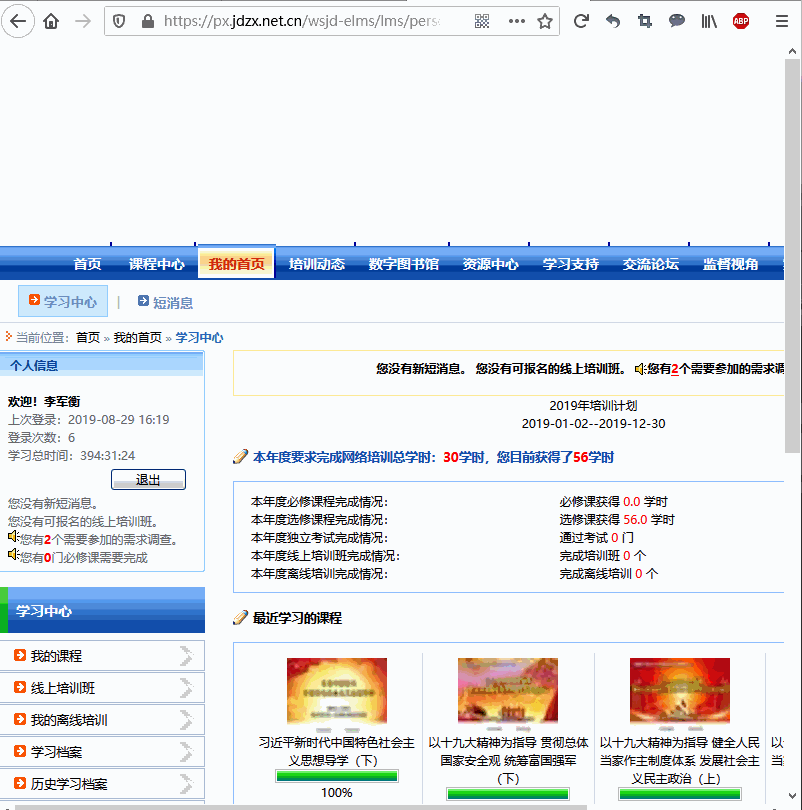 https://px.jdzx.net.cn/wsjd-elms/lms/pers
ABP
首页 课程中心 我的首页 培训动态 数字图书馆 资源中心 学习支持 交流论坛 监督视角
学习中心 | 短消息
当前位置: 首页 » 我的首页 » 学习中心
个人信息
欢迎! 李军衡
上次登录: 2019-08-29 16:19
登录次数: 6
学习总时间: 394:31:24
退出
您没有新短消息。
您没有可报名的线上培训班。
您有2个需要参加的需求调查。
您有0门必修课需要完成
学习中心
我的课程
线上培训班
我的离线培训
学习档案
历史学习档案
您没有新短消息。 您没有可报名的线上培训班。 您有2个需要参加的需求调
2019年培训计划
2019-01-02--2019-12-30
本年度要求完成网络培训总学时: 30学时, 您目前获得了56学时
本年度必修课程完成情况: 必修课获得 0.0 学时
本年度选修课程完成情况: 选修课获得 56.0 学时
本年度独立考试完成情况: 通过考试 0 门
本年度线上培训班完成情况: 完成培训班 0 个
本年度离线培训完成情况: 完成离线培训 0 个
最近学习的课程
习近平新时代中国特色社会主
义思想导学（下）
100%
以十九大精神为指导 贯彻总体
国家安全观 统筹富国强军
（下）
以十九大精神为指导 健全人民
当家作主制度体系 发展社会主
义民主政治（上）
以
当